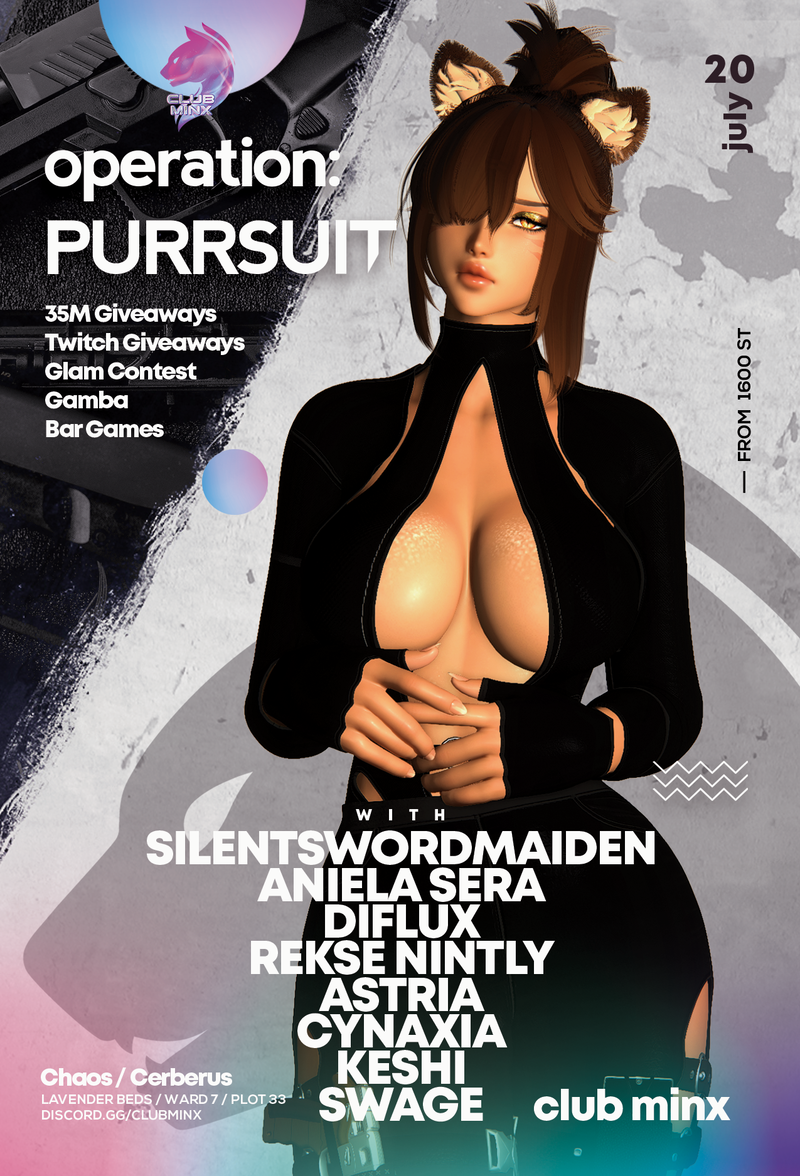 CLUB
MINX
operation:
PURRSUIT
20
july
35M Giveaways
Twitch Giveaways
Glam Contest
Gamba
Bar Games
— FROM 1600 ST
WITH
SILENTSWORDMAIDEN
ANIELA SERA
DIFLUX
REKSE NINTLY
ASTRIA
CYNAXIA
KESHI
SWAGE
Chaos / Cerberus
LAVENDER BEDS / WARD 7 / PLOT 33
DISCORD.GG/CLUBMINX
club minx